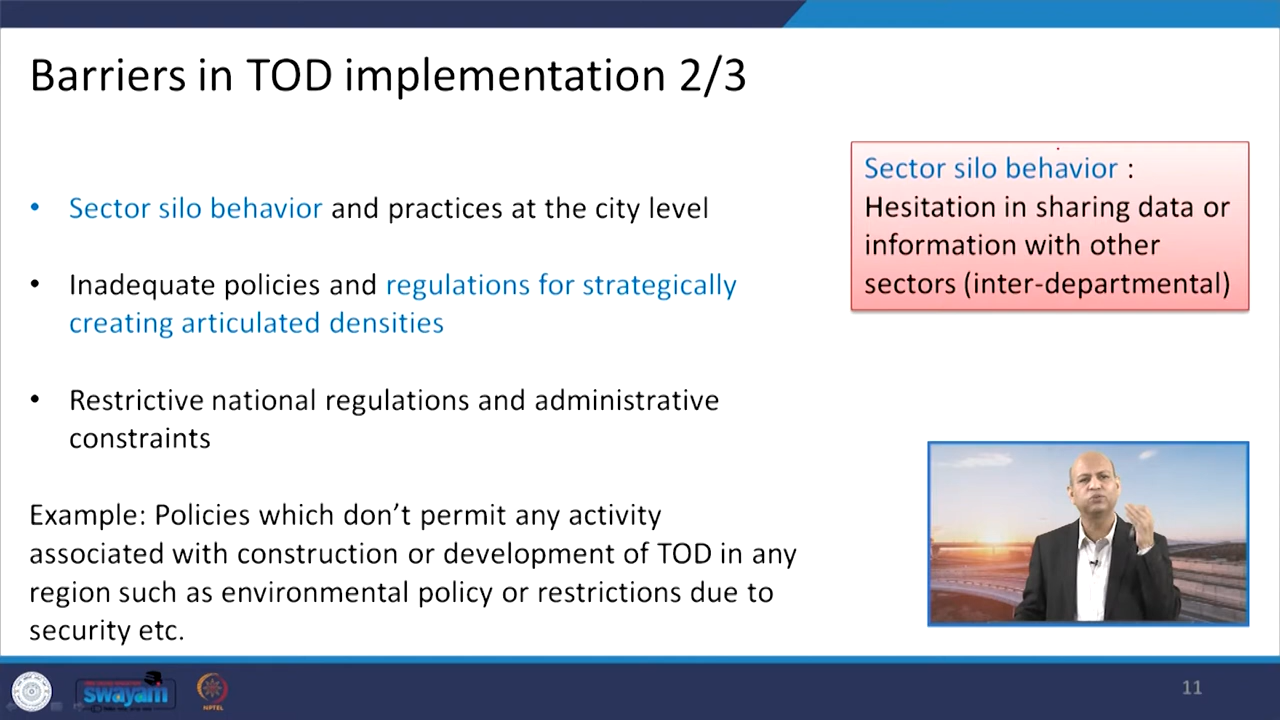 Barriers in TOD implementation 2/3
• Sector silo behavior and practices at the city level
• Inadequate policies and regulations for strategically
creating articulated densities
• Restrictive national regulations and administrative
constraints
Example: Policies which don’t permit any activity
associated with construction or development of TOD in any
region such as environmental policy or restrictions due to
security etc.
Sector silo behavior :
Hesitation in sharing data or
information with other
sectors (inter-departmental)
swayam
NPTEL
11